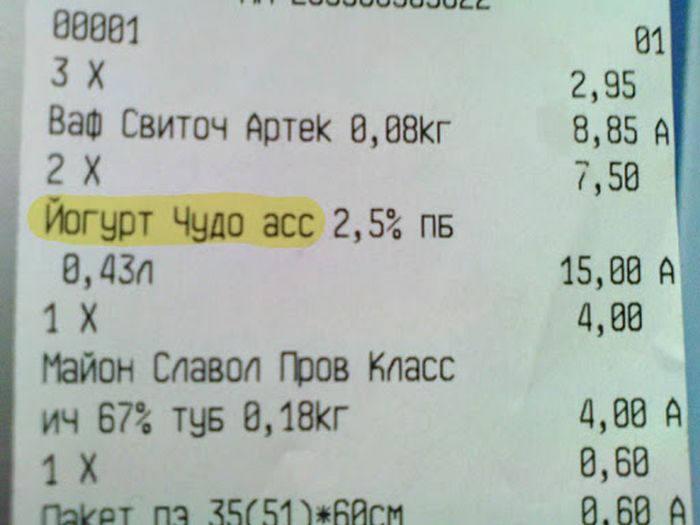 00001 01
3 X 2,95
Ваф Свиточ Артек 0,08кг 8,85 А
2 X 7,50
Йогурт Чудо асс 2,5% ПБ
0,43л 15,00 А
1 X 4,00
Майон Славол Пров Класс
ич 67% туб 0,18кг 4,00 А
1 X 0,60
Пакет пэ 35(51)*60см 0,60 А